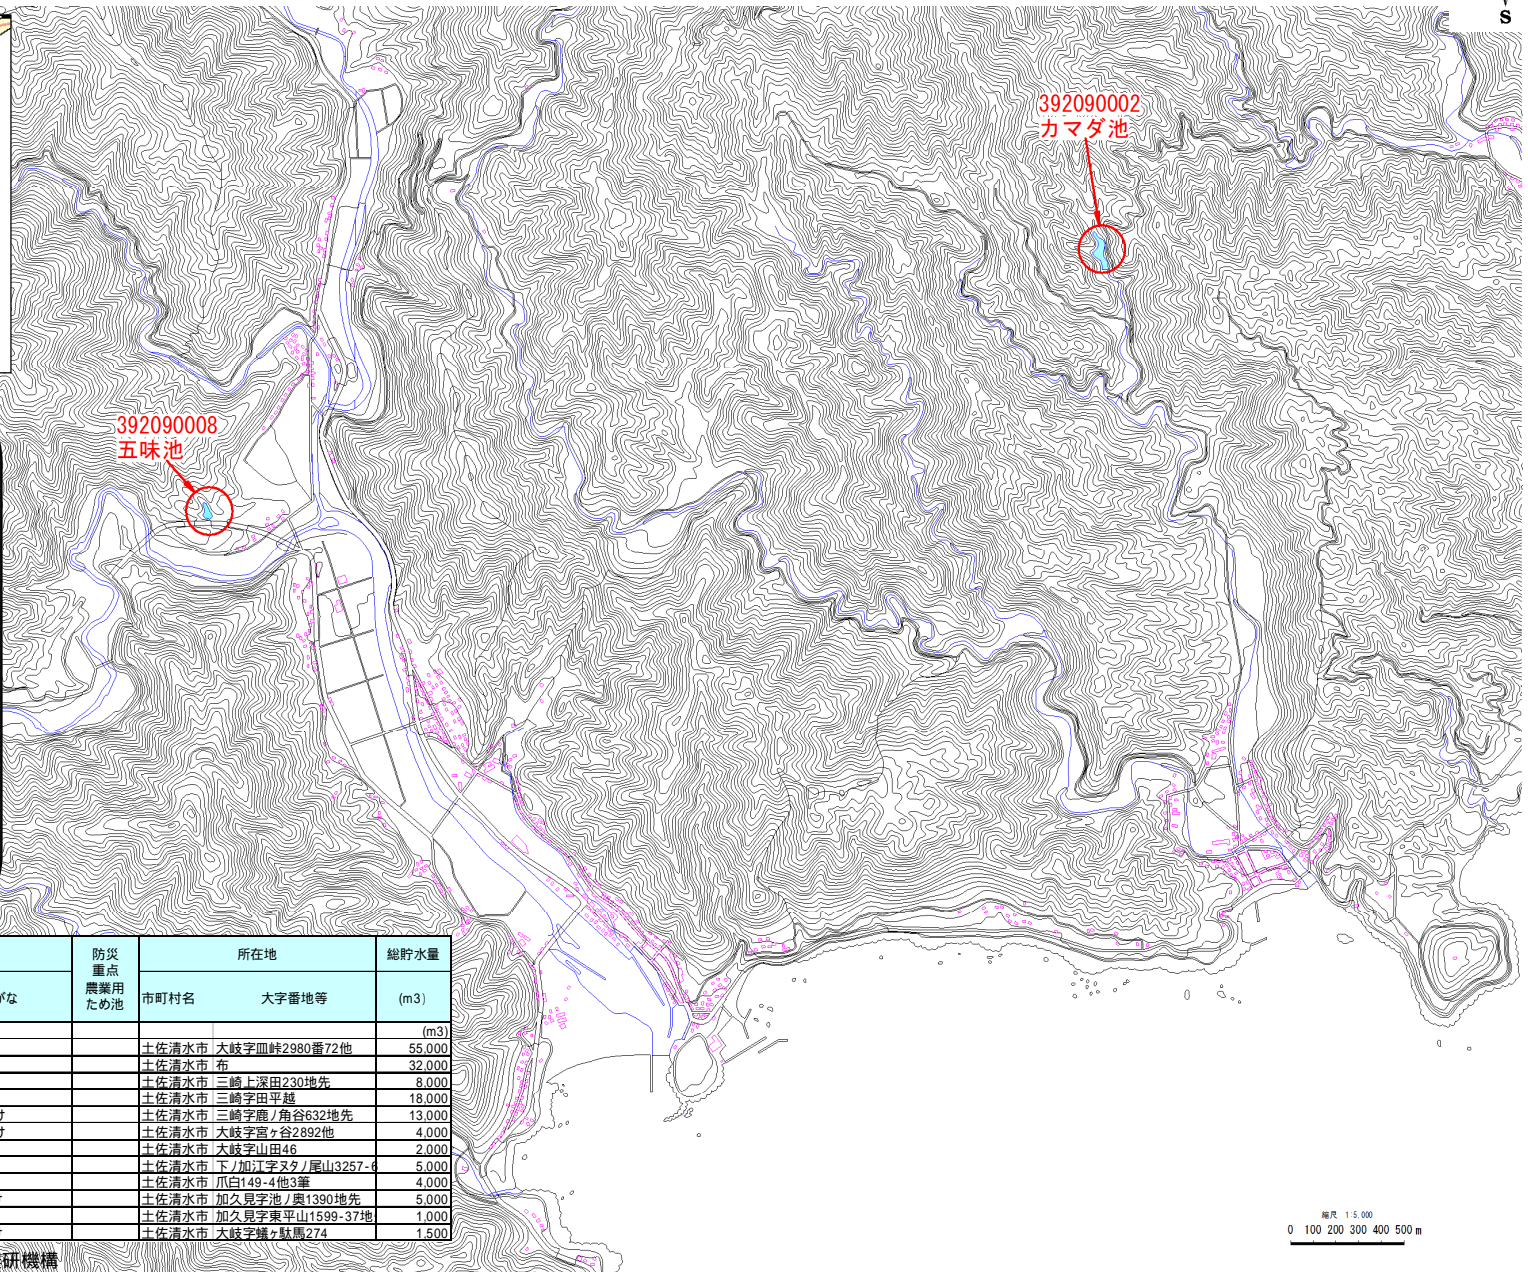 S
392090002
カマダ池
392090008
五味池
防災
重点
農業用
ため池
所在地
総貯水量
がな
市町村名
大字番地等
(m3)
(m3)
土佐清水市 大岐字皿峠2980番72他 55,000
土佐清水市 布 32,000
土佐清水市 三崎上深田230地先 8,000
土佐清水市 三崎字田平越 18,000
け 土佐清水市 三崎字鹿ノ角谷632地先 13,000
け 土佐清水市 大岐字宮ヶ谷2892他 4,000
土佐清水市 大岐字山田46 2,000
土佐清水市 下ノ加江字ヌタノ尾山3257-6 5,000
土佐清水市 爪白149-4他3筆 4,000
土佐清水市 加久見字池ノ奥1390地先 5,000
土佐清水市 加久見字東平山1599-37地 1,000
土佐清水市 大岐字蟻ヶ駄馬274 1,500
研機構
縮尺 1:5,000
0 100 200 300 400 500 m